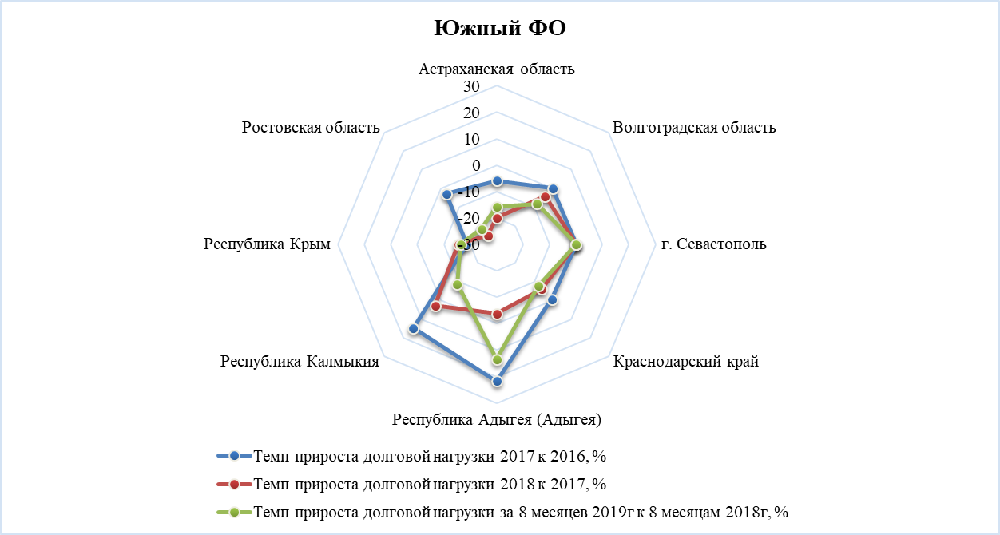 Южный ФО
Астраханская область
30
20
10
0
-10
-20
-30
Ростовская область
Волгоградская область
Республика Крым
г. Севастополь
Республика Калмыкия
Краснодарский край
Республика Адыгея (Адыгея)
Темп прироста долговой нагрузки 2017 к 2016, %
Темп прироста долговой нагрузки 2018 к 2017, %
Темп прироста долговой нагрузки за 8 месяцев 2019г к 8 месяцам 2018г, %